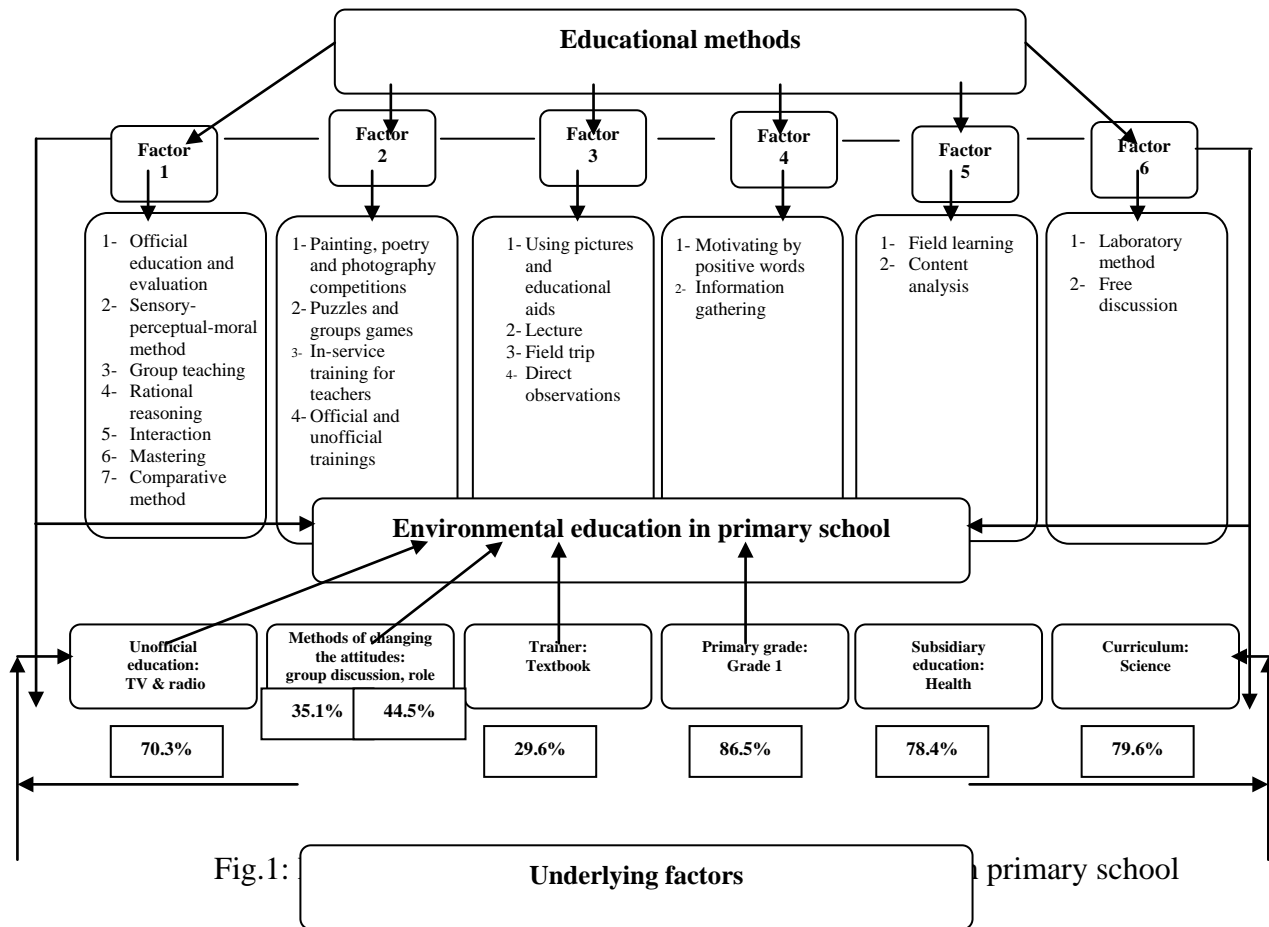 Educational methods
Factor
1
Factor
2
Factor
3
Factor
4
Factor
5
Factor
6
1- Official
education and
evaluation
2- Sensory-
perceptual-moral
method
3- Group teaching
4- Rational
reasoning
5- Interaction
6- Mastering
7- Comparative
method
1- Painting, poetry
and photography
competitions
2- Puzzles and
groups games
3- In-service
training for
teachers
4- Official and
unofficial
trainings
1- Using pictures
and
educational
aids
2- Lecture
3- Field trip
4- Direct
observations
1- Motivating by
positive words
2- Information
gathering
1- Field learning
2- Content
analysis
1- Laboratory
method
2- Free
discussion
Environmental education in primary school
Unofficial
education:
TV & radio
Methods of changing
the attitudes:
group discussion, role
Trainer:
Textbook
Primary grade:
Grade 1
Subsidiary
education:
Health
Curriculum:
Science
35.1%
44.5%
70.3%
29.6%
86.5%
78.4%
79.6%
Fig.1: primary school
Underlying factors